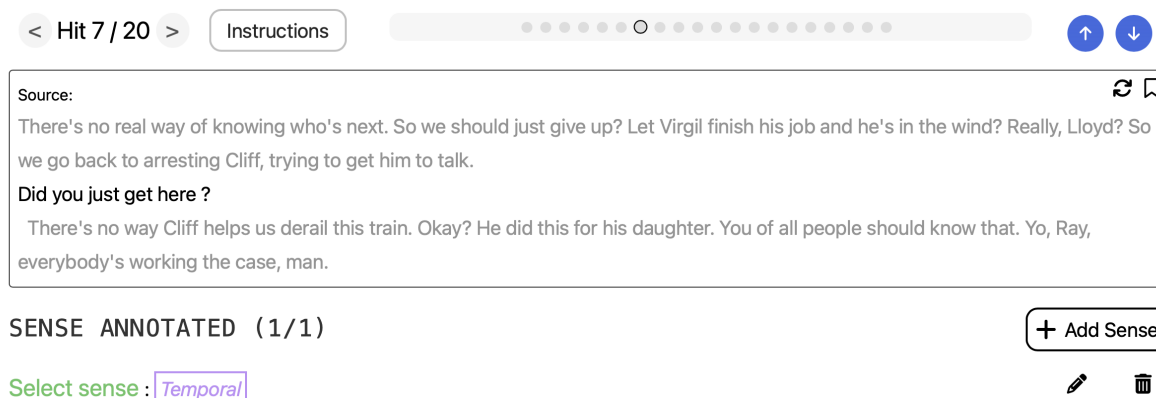 < Hit 7 / 20 > Instructions
Source:
There's no real way of knowing who's next. So we should just give up? Let Virgil finish his job and he's in the wind? Really, Lloyd? So
we go back to arresting Cliff, trying to get him to talk.
Did you just get here ?
There's no way Cliff helps us derail this train. Okay? He did this for his daughter. You of all people should know that. Yo, Ray,
everybody's working the case, man.
SENSE ANNOTATED (1/1)
+ Add Sense
Select sense : Temporal